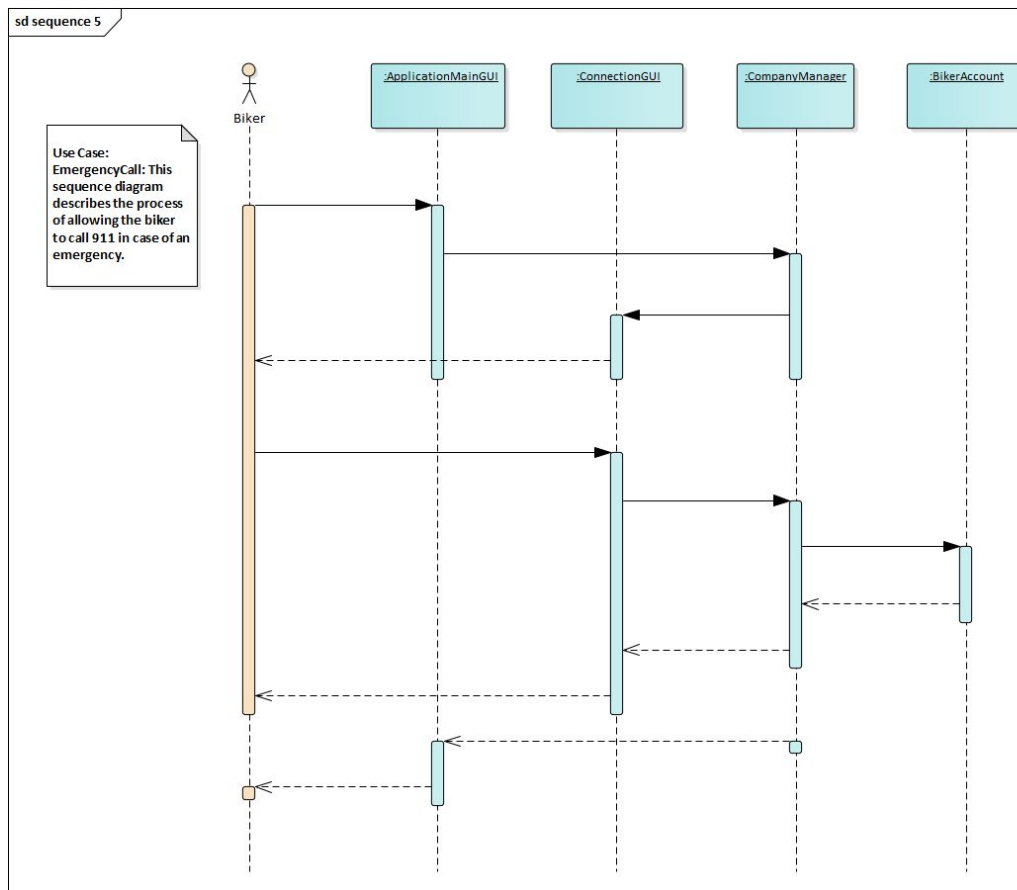 sd sequence 5
:ApplicationMainGUI
:ConnectionGUI
:CompanyManager
:BikerAccount
Biker
Use Case:
EmergencyCall: This
sequence diagram
describes the process
of allowing the biker
to call 911 in case of an
emergency.